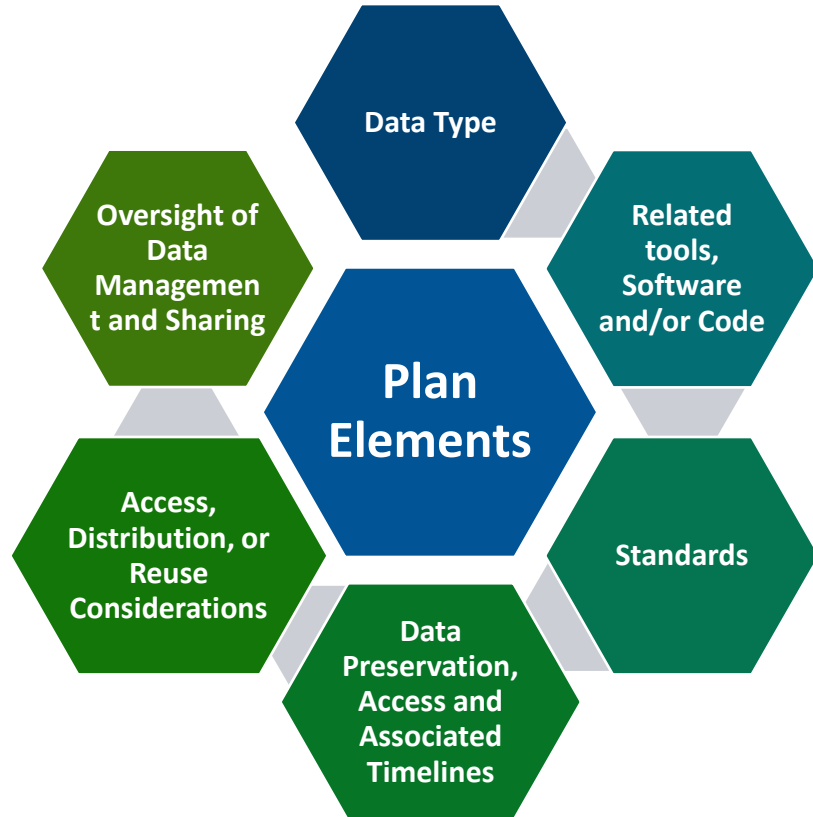 Data Type
Related
tools,
Software
and/or Code
Standards
Data
Preservation,
Access and
Associated
Timelines
Access,
Distribution, or
Reuse
Considerations
Oversight of
Data
Managemen
t and Sharing
Plan
Elements